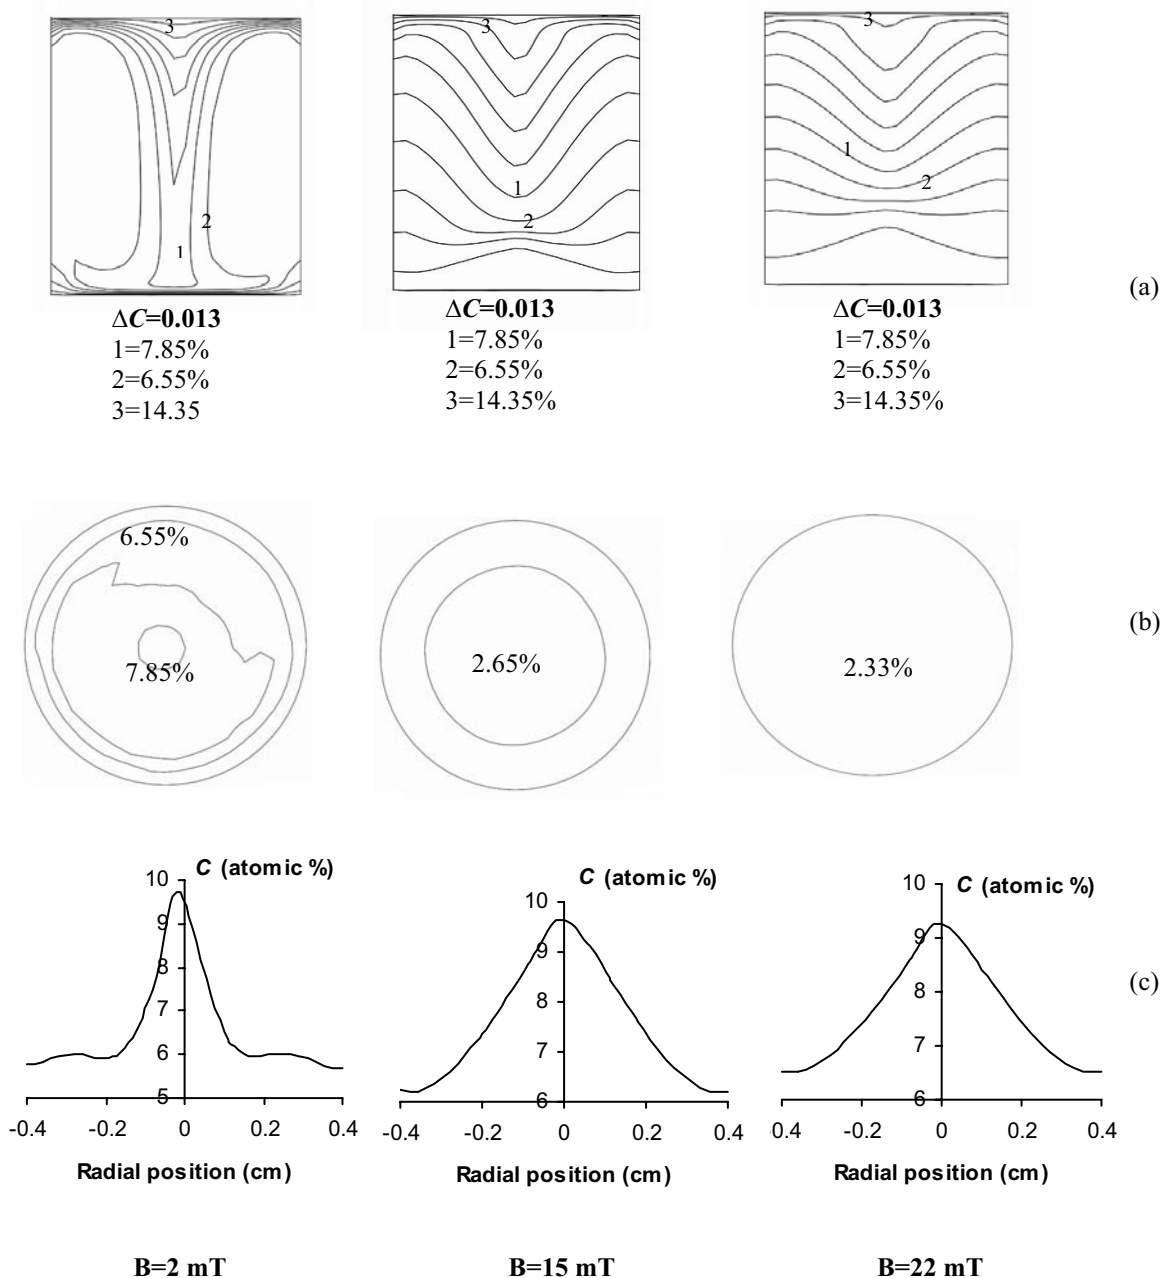 3
3
3
1
2
2
1
2
1
ΔC=0.013
1=7.85%
2=6.55%
3=14.35
ΔC=0.013
1=7.85%
2=6.55%
3=14.35%
ΔC=0.013
1=7.85%
2=6.55%
3=14.35%
(a)
6.55%
7.85%
2.65%
2.33%
(b)
C (atomic %)
10
9
8
7
6
5
-0.4 -0.2 0 0.2 0.4
Radial position (cm)
C (atomic %)
10
9
8
7
6
-0.4 -0.2 0 0.2 0.4
Radial position (cm)
C (atomic %)
10
9
8
7
6
0.4 -0.2 0 0.2 0.4
Radial position (cm)
(c)
B=2 mT
B=15 mT
B=22 mT